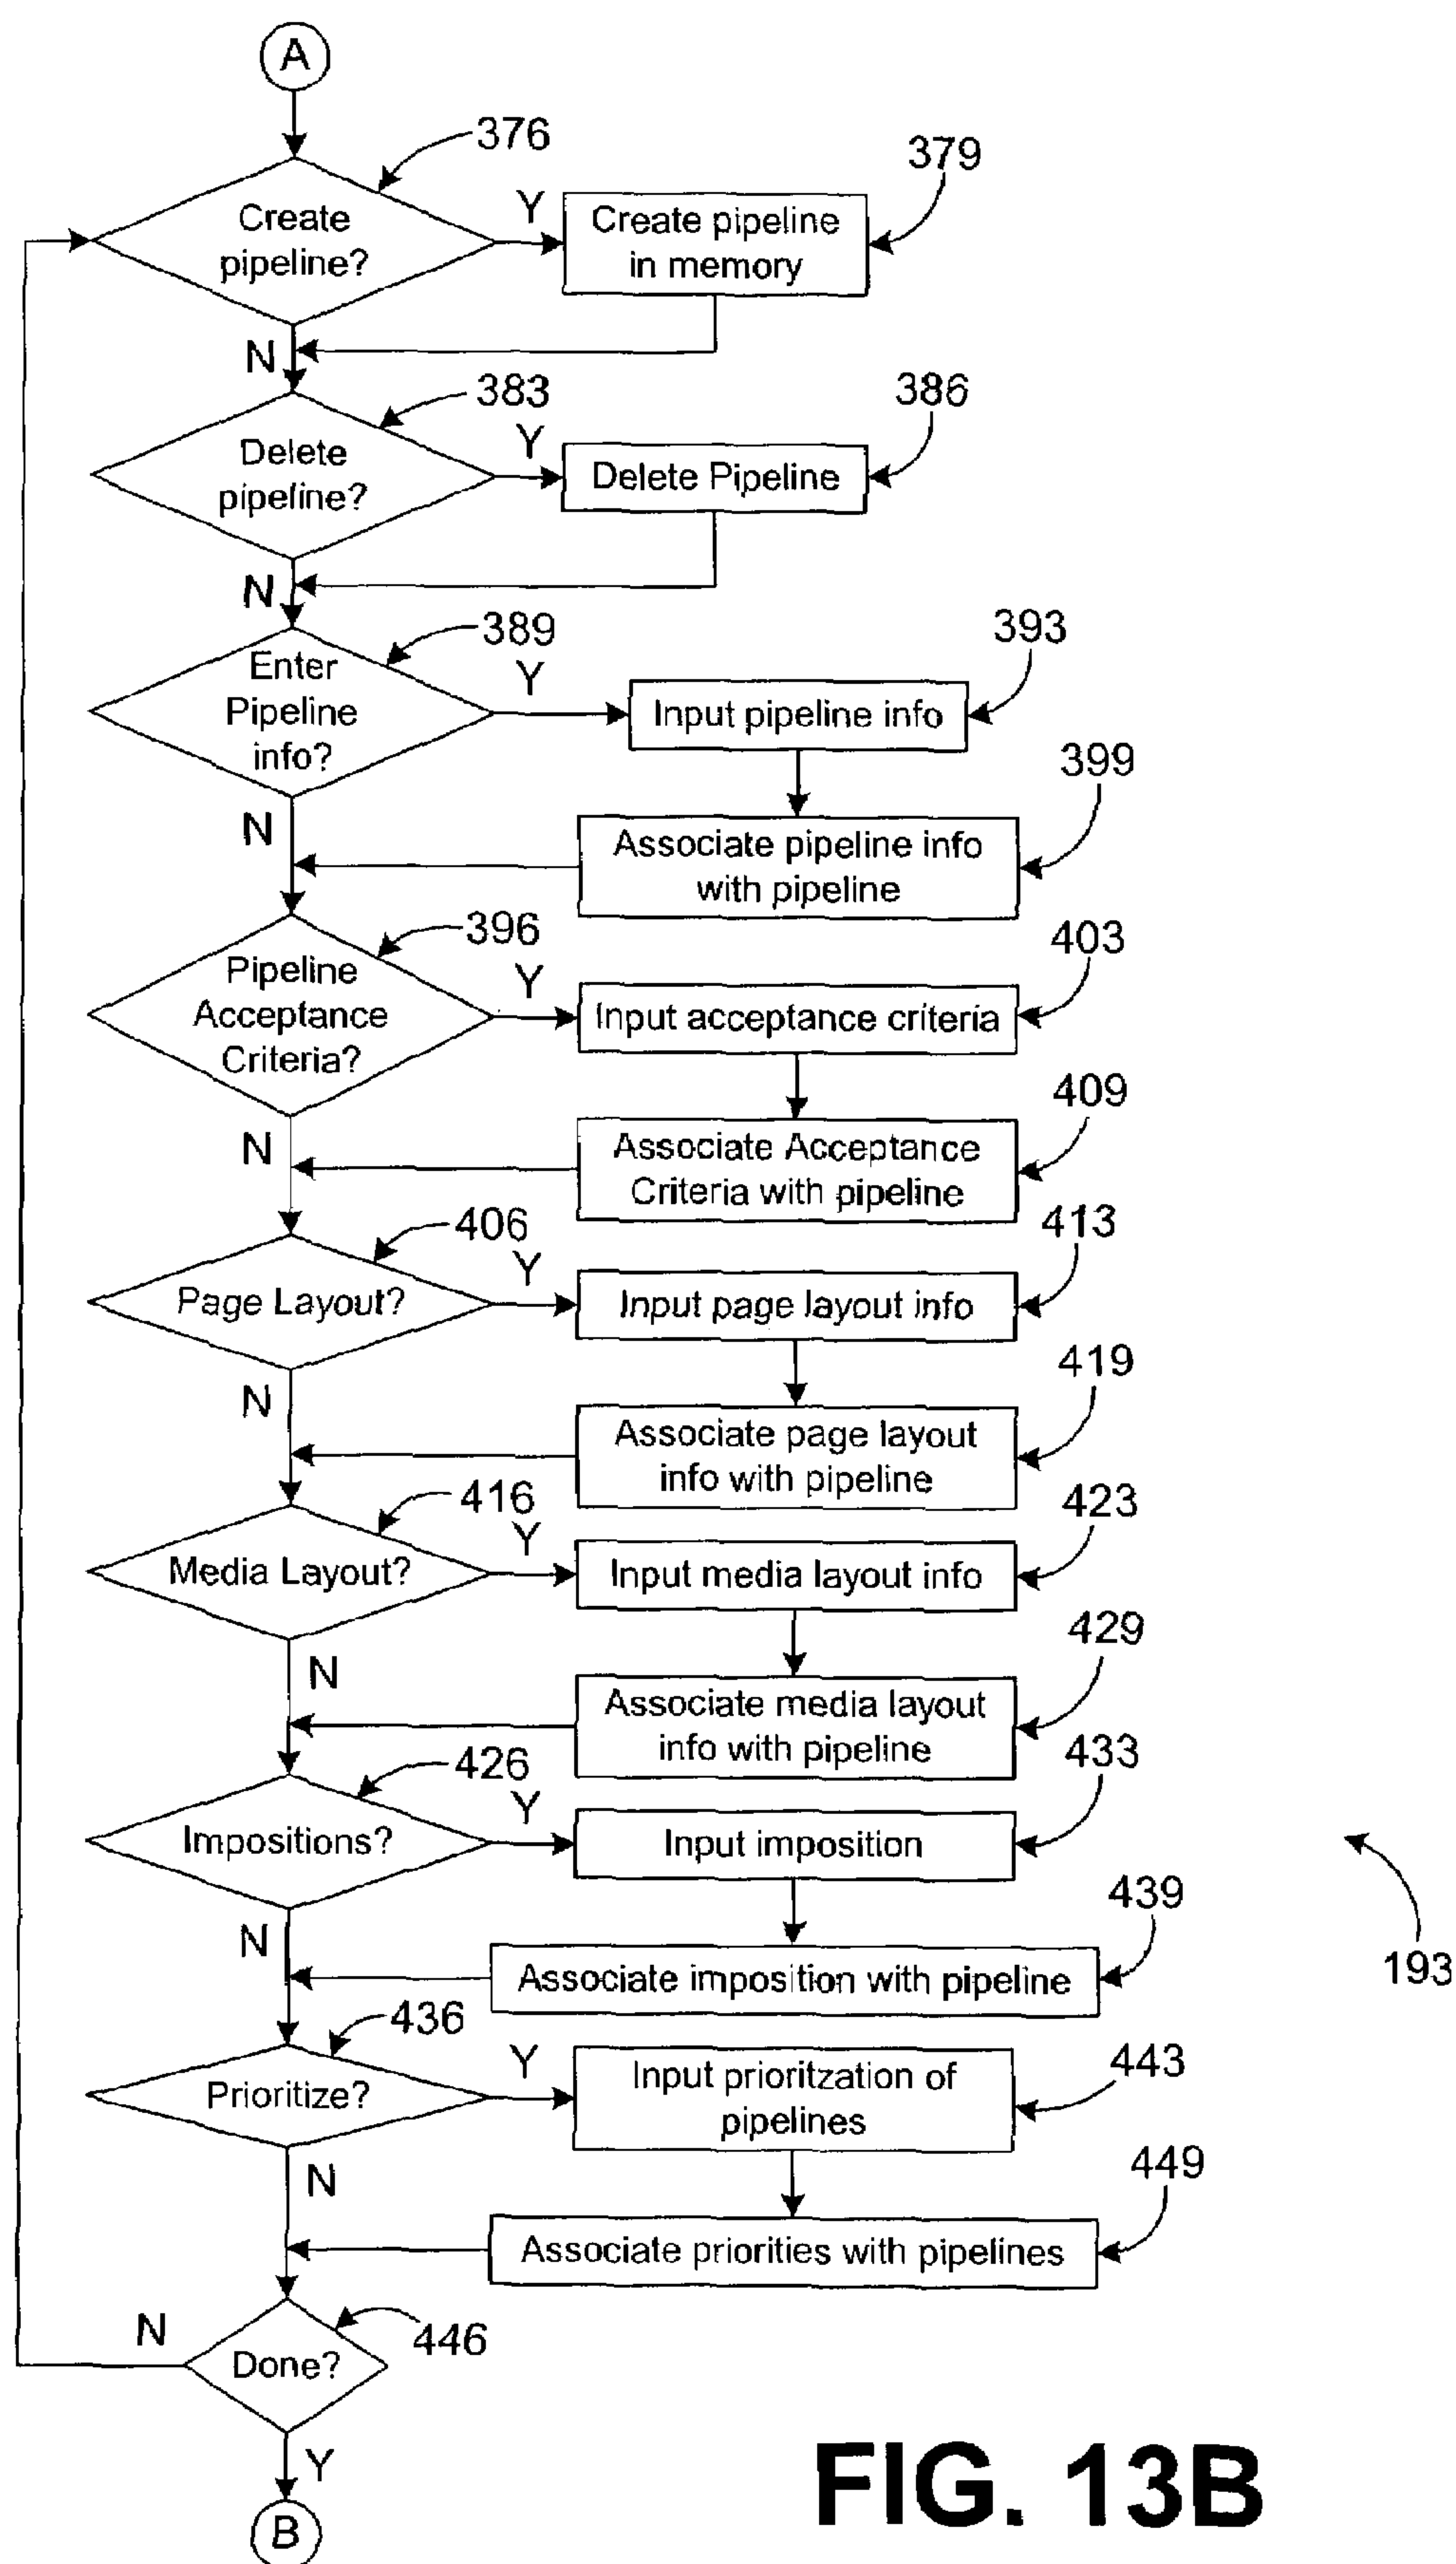 A
376
379
Create
pipeline?
Y
Create pipeline
in memory
N
383
386
Delete
pipeline?
Y
Delete Pipeline
N
389
393
Enter
Pipeline
info?
Y
Input pipeline info
399
N
Associate pipeline info
with pipeline
396
403
Pipeline
Acceptance
Criteria?
Y
Input acceptance criteria
409
N
Associate Acceptance
Criteria with pipeline
406
413
Page Layout?
Y
Input page layout info
419
N
Associate page layout
info with pipeline
416
423
Media Layout?
Y
Input media layout info
429
N
Associate media layout
info with pipeline
426
433
Impositions?
Y
Input imposition
439
193
N
Associate imposition with pipeline
436
443
Prioritize?
Y
Input prioritzation of
pipelines
449
N
Associate priorities with pipelines
446
N
Done?
Y
B
FIG. 13B